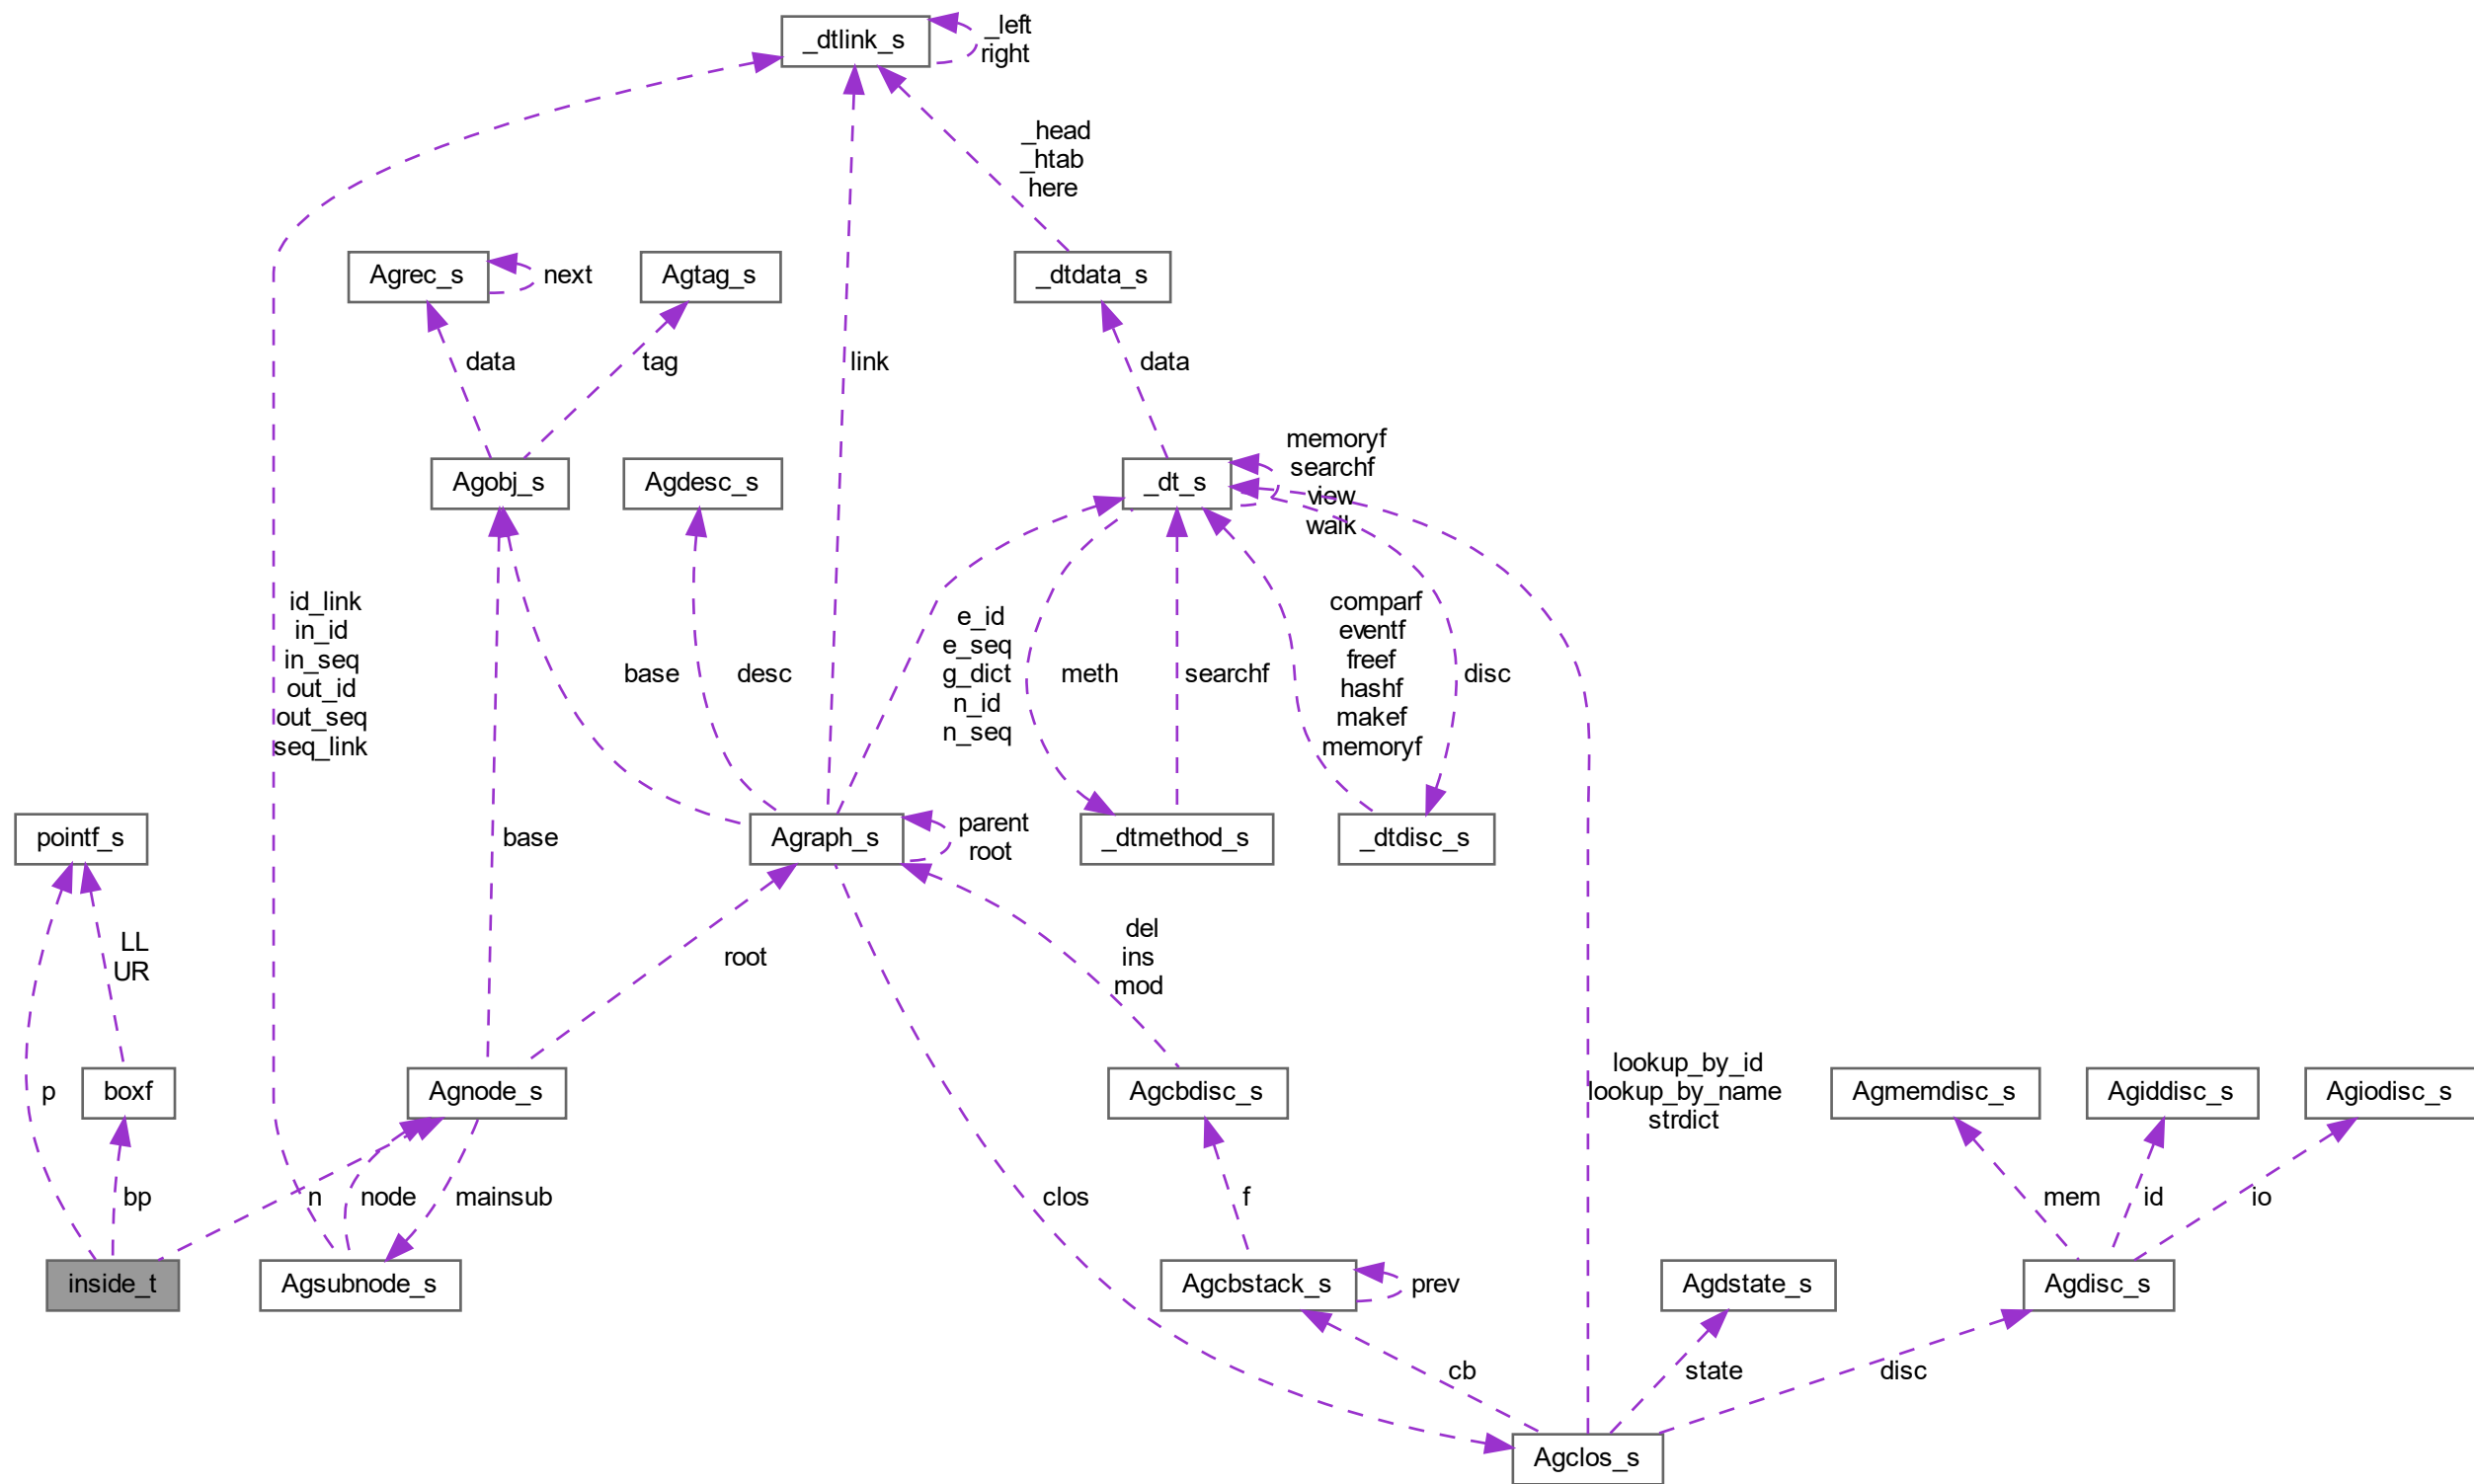 _dtlink_s
_left
right
_head
_htab
here
Agrec_s
next
Agtag_s
_dtdata_s
data
tag
link
data
Agobj_s
Agdesc_s
_dt_s
memoryf
searchf
view
walk
id_link
in_id
in_seq
out_id
out_seq
seq_link
base
desc
e_id
e_seq
g_dict
n_id
n_seq
meth
searchf
comparf
eventf
freef
hashf
makef
memoryf
disc
pointf_s
base
Agraph_s
parent
root
_dtmethod_s
_dtdisc_s
LL
UR
root
del
ins
mod
p
boxf
Agnode_s
Agcbdisc_s
lookup_by_id
lookup_by_name
strdict
Agmemdisc_s
Agiddisc_s
Agiodisc_s
bp
n
node
mainsub
clos
f
mem
id
io
inside_t
Agsubnode_s
Agcbstack_s
prev
Agdstate_s
Agdisc_s
cb
state
disc
Agclos_s